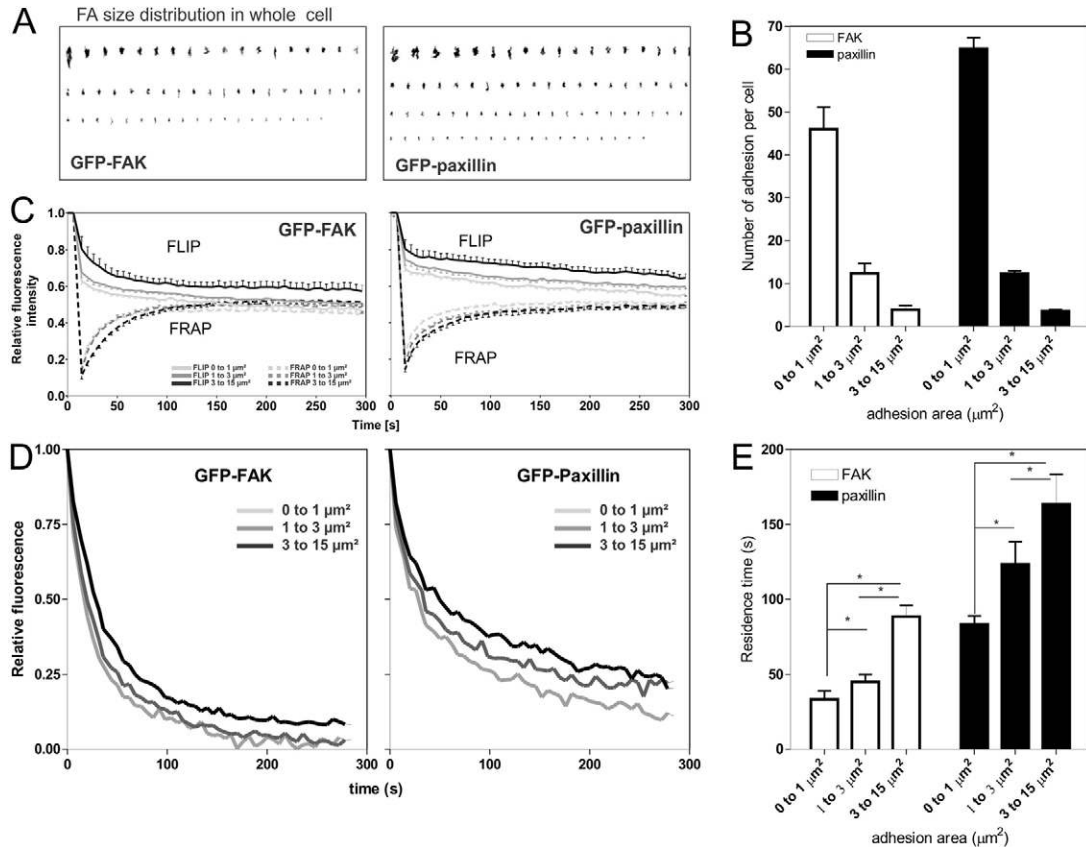 A
FA size distribution in whole cell
GFP-FAK
GFP-paxillin
B
FAK
paxillin
Number of adhesion per cell
70
60
50
40
30
20
10
0
0 to 1 μm²
1 to 3 μm²
3 to 15 μm²
0 to 1 μm²
1 to 3 μm²
3 to 15 μm²
adhesion area (μm²)
C
GFP-FAK
GFP-paxillin
FLIP
FLIP
FRAP
FRAP
Relative fluorescence
intensity
1.0
0.8
0.6
0.4
0.2
0.0
FLIP 0 to 1 μm²
FLIP 1 to 3 μm²
FLIP 3 to 15 μm²
FRAP 0 to 1 μm²
FRAP 1 to 3 μm²
FRAP 3 to 15 μm²
0 50 100 150 200 250 300
0 50 100 150 200 250 300
Time [s]
D
GFP-FAK
0 to 1 μm²
1 to 3 μm²
3 to 15 μm²
GFP-Paxillin
0 to 1 μm²
1 to 3 μm²
3 to 15 μm²
Relative fluorescence
1.00
0.75
0.50
0.25
0.00
0 100 200 300
0 100 200 300
time (s)
E
FAK
paxillin
Residence time (s)
200
150
100
50
0
* * *
* * *
0 to 1 μm²
1 to 3 μm²
3 to 15 μm²
0 to 1 μm²
1 to 3 μm²
3 to 15 μm²
adhesion area (μm²)